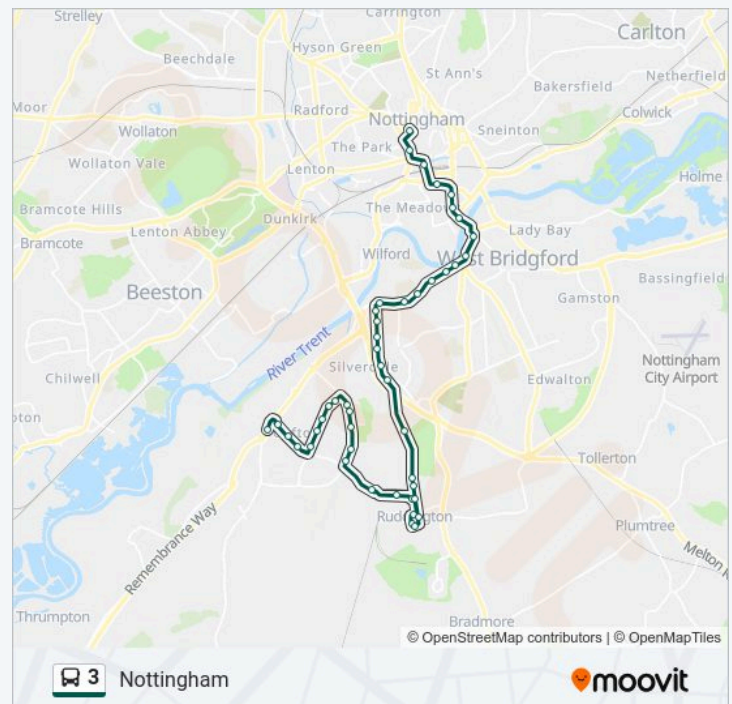 Strelley
Carrington
Carlton
Hyson Green
Beechdale
St Ann's
Netherfield
Bakersfield
Moor
Radford
Nottingham
Colwick
Wollaton
Sneinton
The Park
Wollaton Vale
Lenton
Holme
Bramcote Hills
The Meado
Dunkirk
Lenton Abbey
Lady Bay
Bramcote
Wilford
West Bridgford
Bassingfield
Beeston
Gamston
River Trent
Nottingham
City Airport
Silverdale
Chilwell
Edwalton
oton
Clifton
Tollerton
Ruddington
Plumtree
Remembrance Way
Melton R
Thrumpton
Bradmore
© OpenStreetMap contributors | © OpenMapTiles
3 Nottingham
moovit